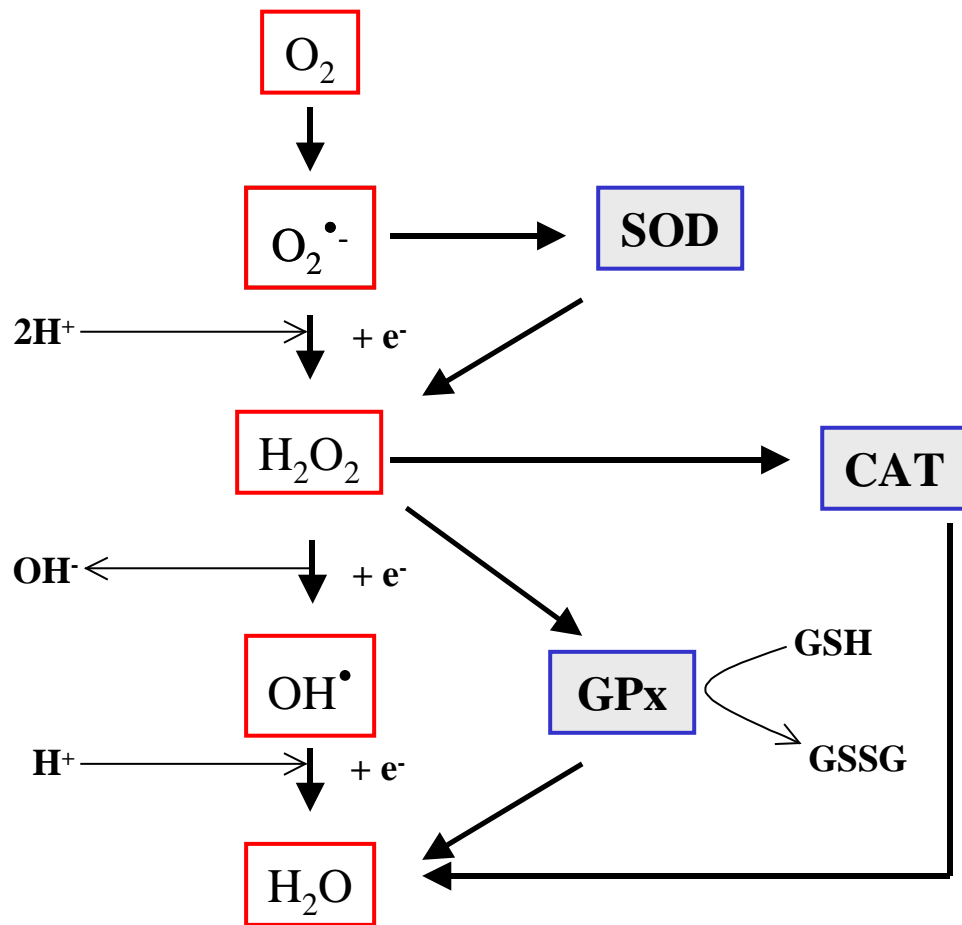 O₂
O₂•- SOD
2H⁺ + e⁻
H₂O₂ CAT
OH⁻ + e⁻
GSH
OH• GPx
GSSG
H⁺ + e⁻
H₂O